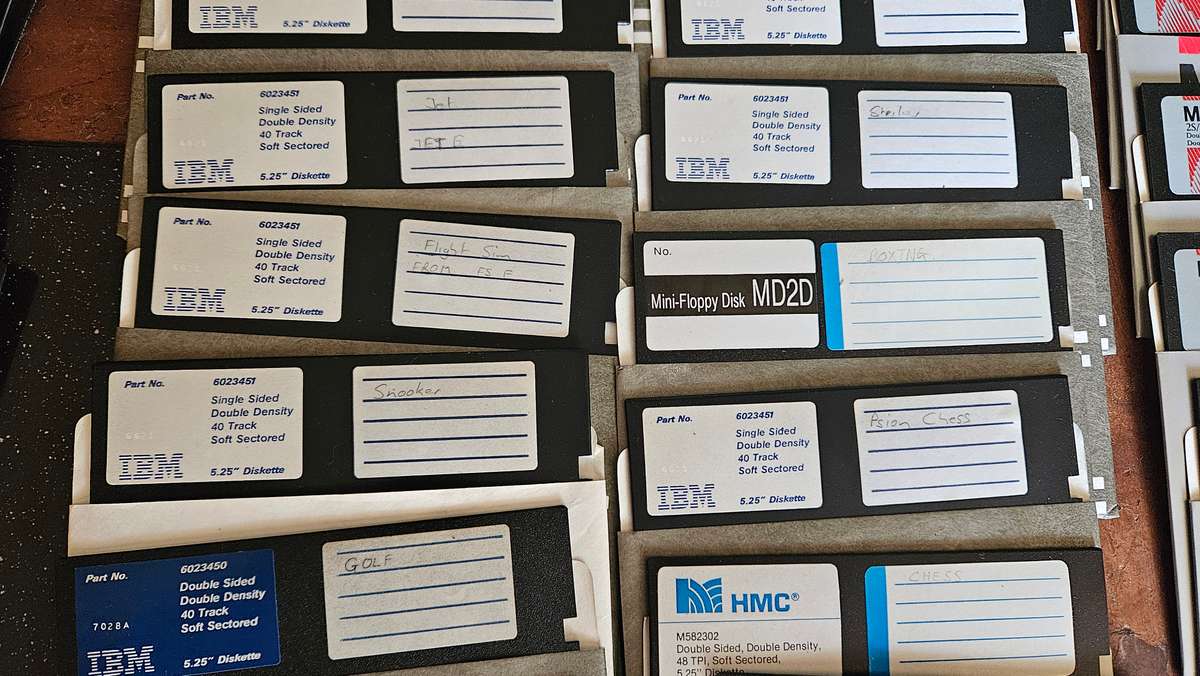 IBM
5.25" Diskette
Soft Sectored
IBM
5.25" Diskette
Part No. 6023451
Single Sided
Double Density
40 Track
Soft Sectored
IBM
5.25" Diskette
Jet
JET E
Part No. 6023451
Single Sided
Double Density
40 Track
Soft Sectored
IBM
5.25" Diskette
Part No. 6023451
Single Sided
Double Density
40 Track
Soft Sectored
IBM
5.25" Diskette
Flight Sim
FROM FS E
No.
Mini-Floppy Disk MD2D
BOXING
Part No. 6023451
Single Sided
Double Density
40 Track
Soft Sectored
IBM
5.25" Diskette
Snooker
Part No. 6023451
Single Sided
Double Density
40 Track
Soft Sectored
IBM
5.25" Diskette
Psion Chess
Part No. 6023450
Double Sided
Double Density
40 Track
Soft Sectored
7028A
IBM
5.25" Diskette
GOLF
HMC®
M582302
Double Sided, Double Density,
48 TPI, Soft Sectored,
5.25" Diskette
CHESS
M
2S/
Dou
Dou